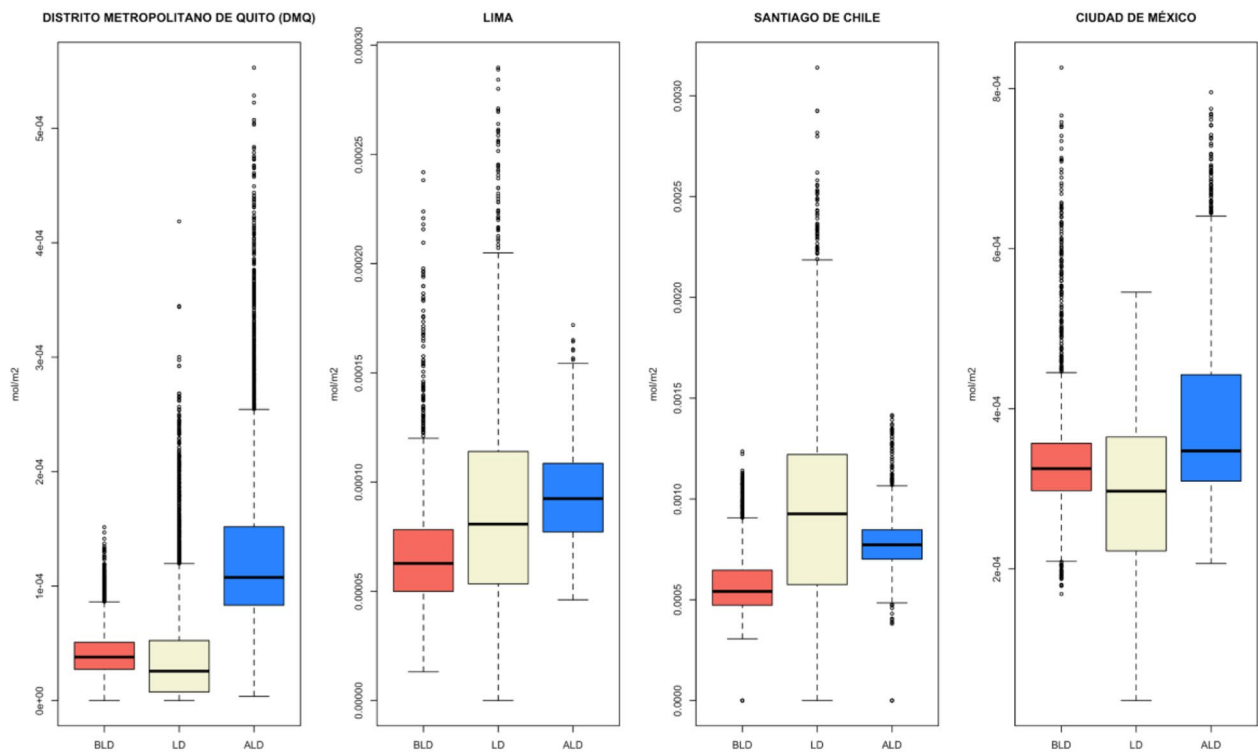 DISTRITO METROPOLITANO DE QUITO (DMQ)
mol/m2
5e-04
4e-04
3e-04
2e-04
1e-04
0e+00
BLD LD ALD
LIMA
mol/m2
0.00030
0.00025
0.00020
0.00015
0.00010
0.00005
0.00000
BLD LD ALD
SANTIAGO DE CHILE
mol/m2
0.0030
0.0025
0.0020
0.0015
0.0010
0.0005
0.0000
BLD LD ALD
CIUDAD DE MÉXICO
mol/m2
8e-04
6e-04
4e-04
2e-04
BLD LD ALD